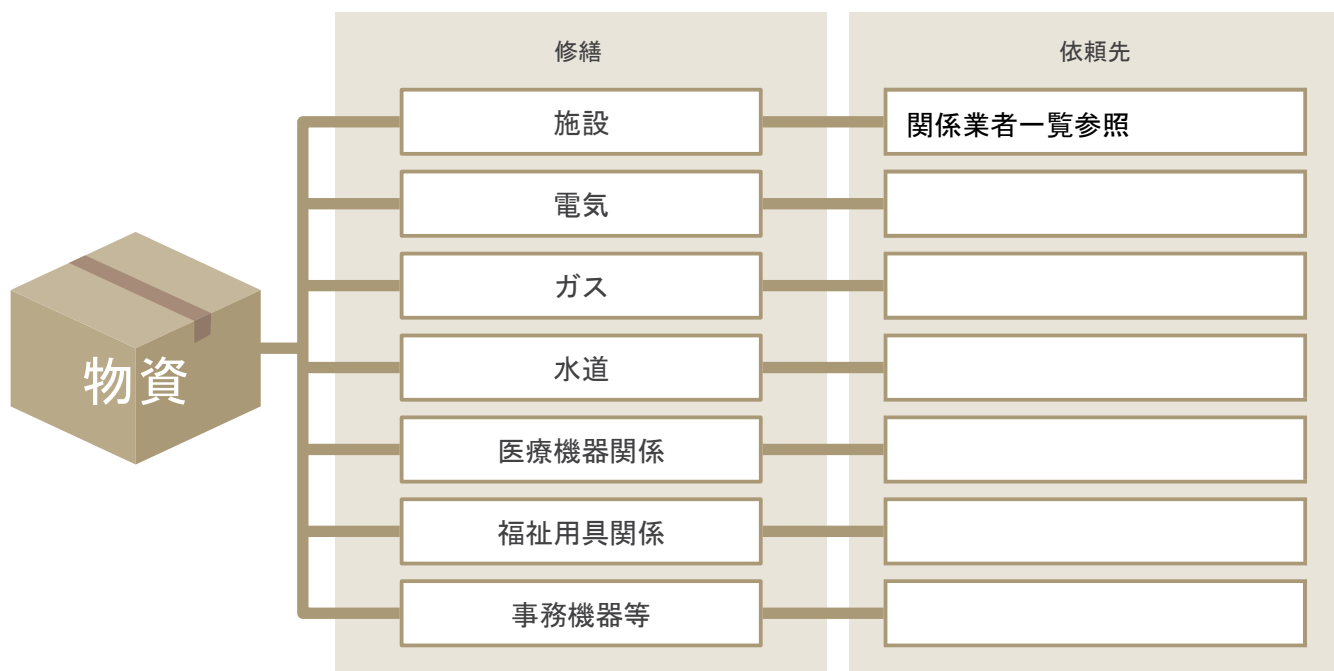 修繕
依頼先
物資
施設
関係業者一覧参照
電気
ガス
水道
医療機器関係
福祉用具関係
事務機器等